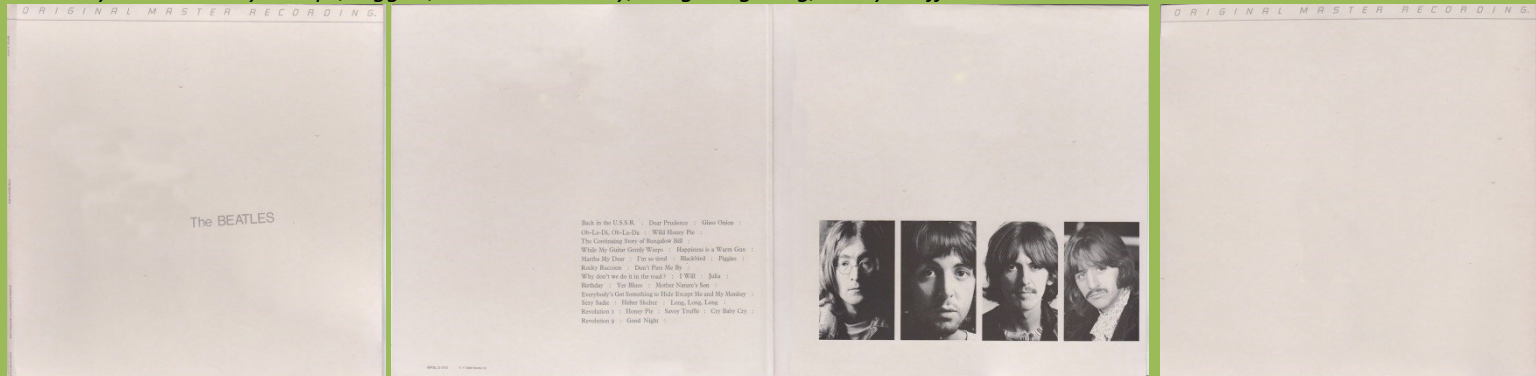 ORIGINAL MASTER RECORDING
The BEATLES
Back in the U.S.S.R. : Dear Prudence : Glass Onion :
Ob-La-Di, Ob-La-Da : Wild Honey Pie :
The Continuing Story of Bungalow Bill :
While My Guitar Gently Weeps : Happiness is a Warm Gun :
Martha My Dear : I'm so tired : Blackbird : Piggies :
Rocky Raccoon : Don't Pass Me By :
Why don't we do it in the road? : I Will : Julia :
Birthday : Yer Blues : Mother Nature's Son :
Everybody's Got Something to Hide Except Me and My Monkey :
Sexy Sadie : Helter Skelter : Long, Long, Long :
Revolution 1 : Honey Pie : Savoy Truffle : Cry Baby Cry :
Revolution 9 : Good Night :
ORIGINAL MASTER RECORDING